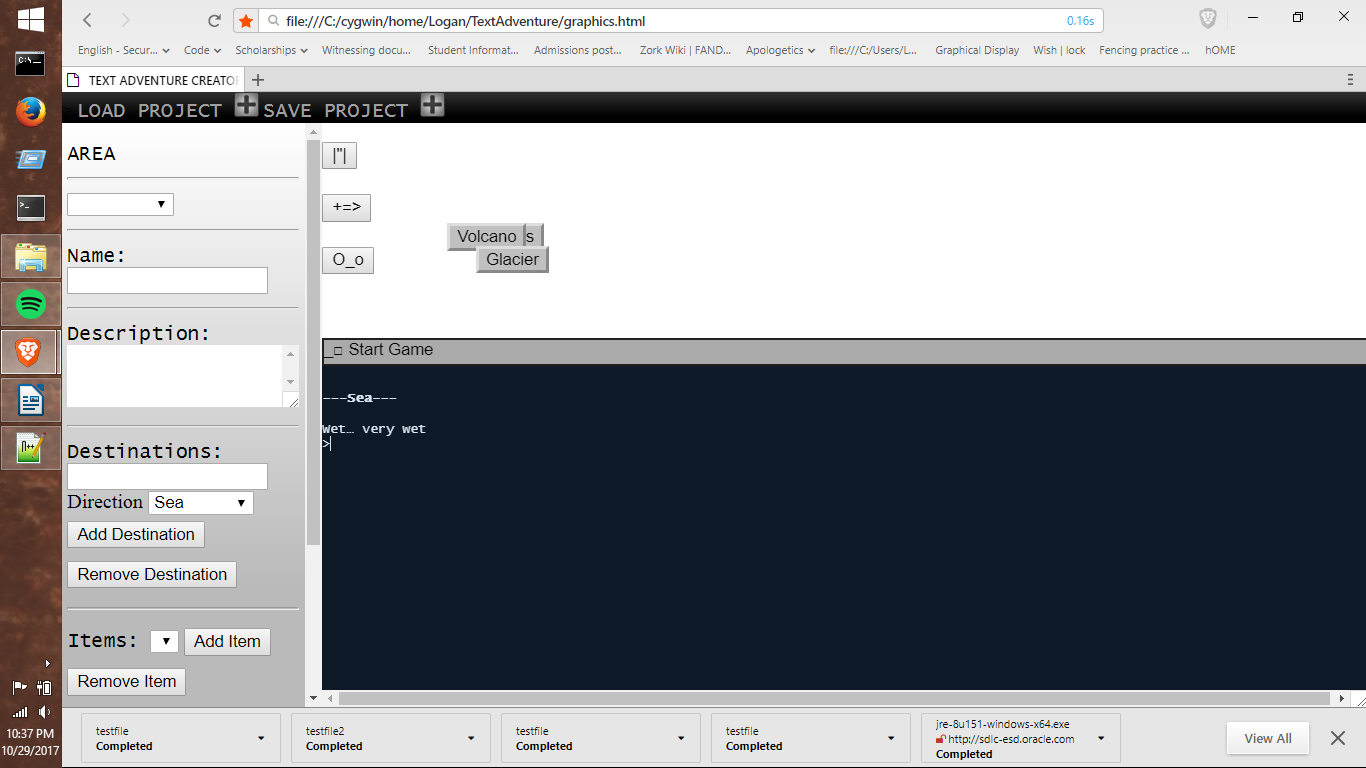 file:///C:/cygwin/home/Logan/TextAdventure/graphics.html 0.16s
English - Secur... Code Scholarships Witnessing docu... Student Informat... Admissions post... Zork Wiki | FAND... Apologetics file:///C:/Users/L... Graphical Display Wish | lock Fencing practice ... hOME
TEXT ADVENTURE CREATOR
LOAD PROJECT SAVE PROJECT
AREA
Name:
Description:
Destinations:
Direction Sea
Add Destination
Remove Destination
Items: Add Item
Remove Item
|"|
+=>
O_o
Volcano s
Glacier
_□ Start Game
---Sea---
Wet… very wet
>
10:37 PM
10/29/2017
testfile
Completed
testfile2
Completed
testfile
Completed
testfile
Completed
jre-8u151-windows-x64.exe
http://sdlc-esd.oracle.com
Completed
View All